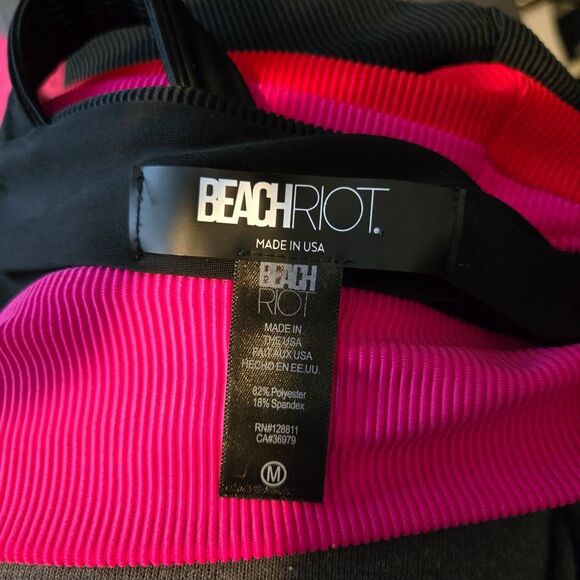 BEACHRIOT.
MADE IN USA
BEACH
RIOT
MADE IN
THE USA
FAIT AUX USA
HECHO EN EE.UU.
82% Polyester
18% Spandex
RN#128811
CA#36979
M